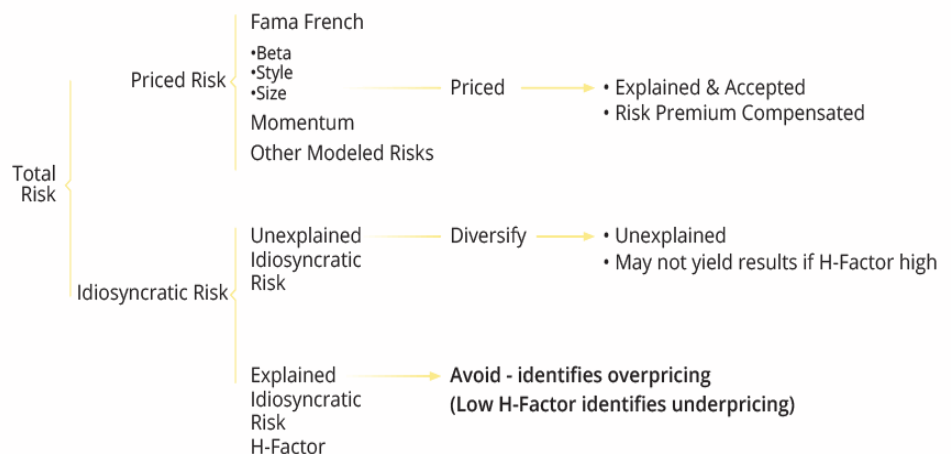 Fama French
•Beta
•Style
•Size
Momentum
Other Modeled Risks
Priced Risk
Priced
• Explained & Accepted
• Risk Premium Compensated
Total
Risk
Idiosyncratic Risk
Unexplained
Idiosyncratic
Risk
Diversify
• Unexplained
• May not yield results if H-Factor high
Explained
Idiosyncratic
Risk
H-Factor
Avoid - identifies overpricing
(Low H-Factor identifies underpricing)